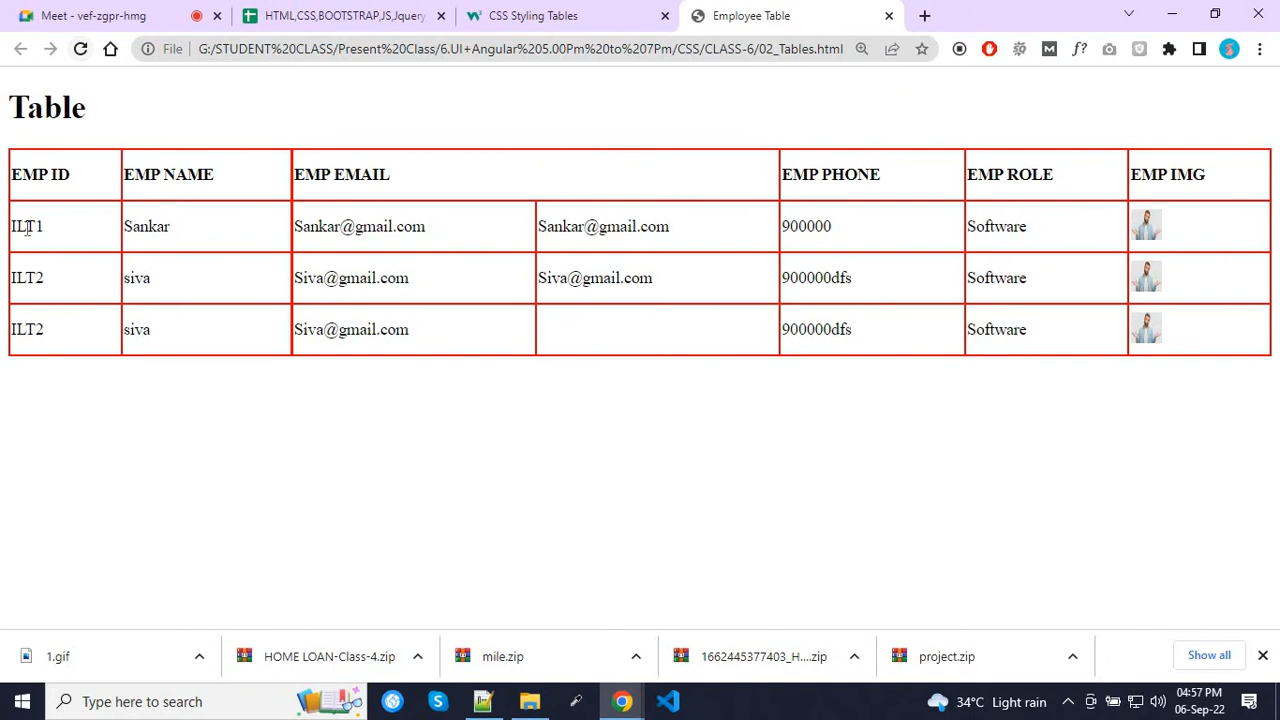 Meet - vef-zgpr-hmg
HTML,CSS,BOOTSTRAP,JS,Jquery
CSS Styling Tables
Employee Table
File
G:/STUDENT%20CLASS/Present%20Class/6.UI+Angular%205.00Pm%20to%207Pm/CSS/CLASS-6/02_Tables.html
M
f?
Table
EMP ID EMP NAME EMP EMAIL EMP PHONE EMP ROLE EMP IMG
ILT1 Sankar Sankar@gmail.com Sankar@gmail.com 900000 Software
ILT2 siva Siva@gmail.com Siva@gmail.com 900000dfs Software
ILT2 siva Siva@gmail.com 900000dfs Software
1.gif
HOME LOAN-Class-4.zip
mile.zip
1662445377403_H....zip
project.zip
Show all
Type here to search
34°C Light rain
04:57 PM
06-Sep-22